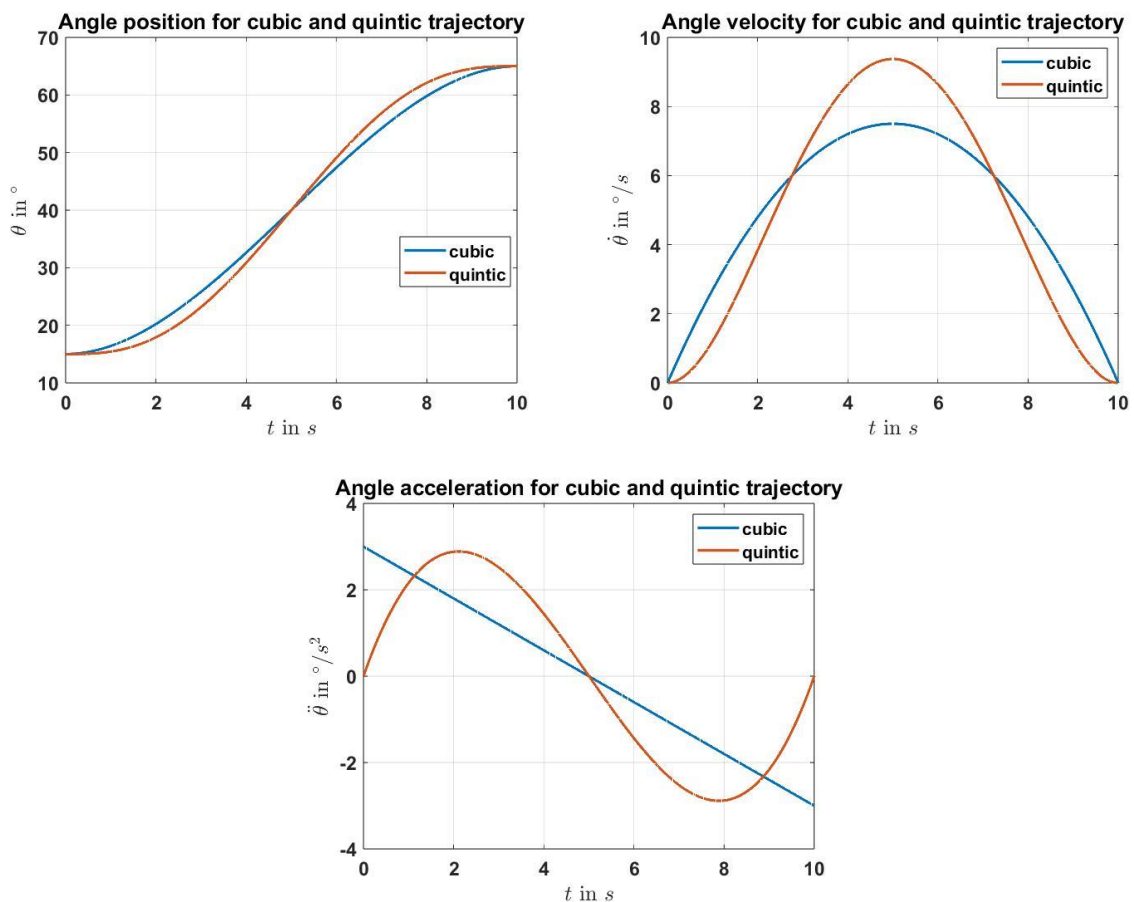 Angle position for cubic and quintic trajectory
70
60
50
40
30
20
10
θ in °
cubic
quintic
0 2 4 6 8 10
t in s
Angle velocity for cubic and quintic trajectory
10
8
6
4
2
0
θ̇ in °/s
cubic
quintic
0 2 4 6 8 10
t in s
Angle acceleration for cubic and quintic trajectory
4
2
0
-2
-4
θ̈ in °/s²
cubic
quintic
0 2 4 6 8 10
t in s